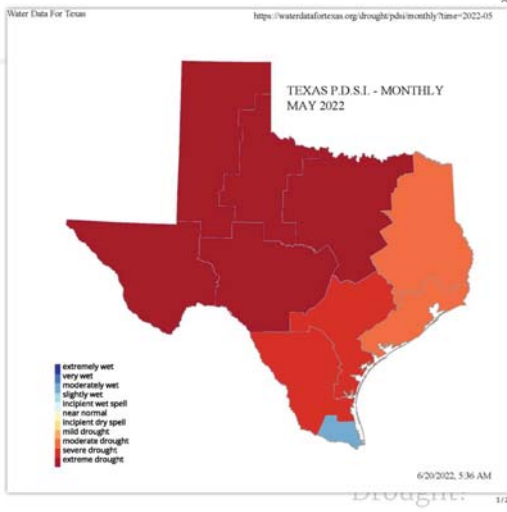 Water Data For Texas
https://waterdatafortexas.org/drought/pdsi/monthly?time=2022-05
TEXAS P.D.S.I. - MONTHLY
MAY 2022
extremely wet
very wet
moderately wet
slightly wet
incipient wet spell
near normal
incipient dry spell
mild drought
moderate drought
severe drought
extreme drought
6/20/2022, 5:36 AM
Drought?
1/2